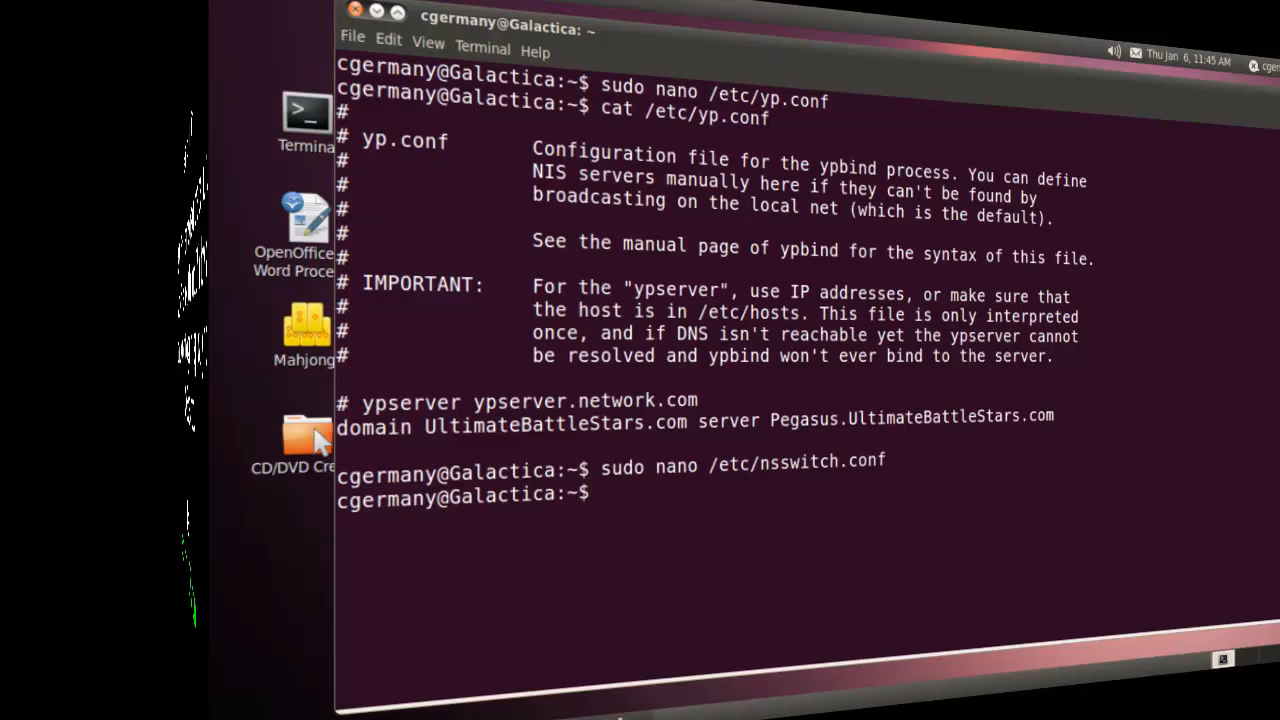 cgermany@Galactica: ~
File Edit View Terminal Help
Thu Jan 6, 11:45 AM
cgermany@Galactica:~$ sudo nano /etc/yp.conf
cgermany@Galactica:~$ cat /etc/yp.conf
#
# yp.conf Configuration file for the ypbind process. You can define
# NIS servers manually here if they can't be found by
# broadcasting on the local net (which is the default).
#
# See the manual page of ypbind for the syntax of this file.
#
# IMPORTANT: For the "ypserver", use IP addresses, or make sure that
# the host is in /etc/hosts. This file is only interpreted
# once, and if DNS isn't reachable yet the ypserver cannot
# be resolved and ypbind won't ever bind to the server.
# ypserver ypserver.network.com
domain UltimateBattleStars.com server Pegasus.UltimateBattleStars.com
cgermany@Galactica:~$ sudo nano /etc/nsswitch.conf
cgermany@Galactica:~$
Termina
OpenOffice
Word Proce
Mahjong
CD/DVD Cre